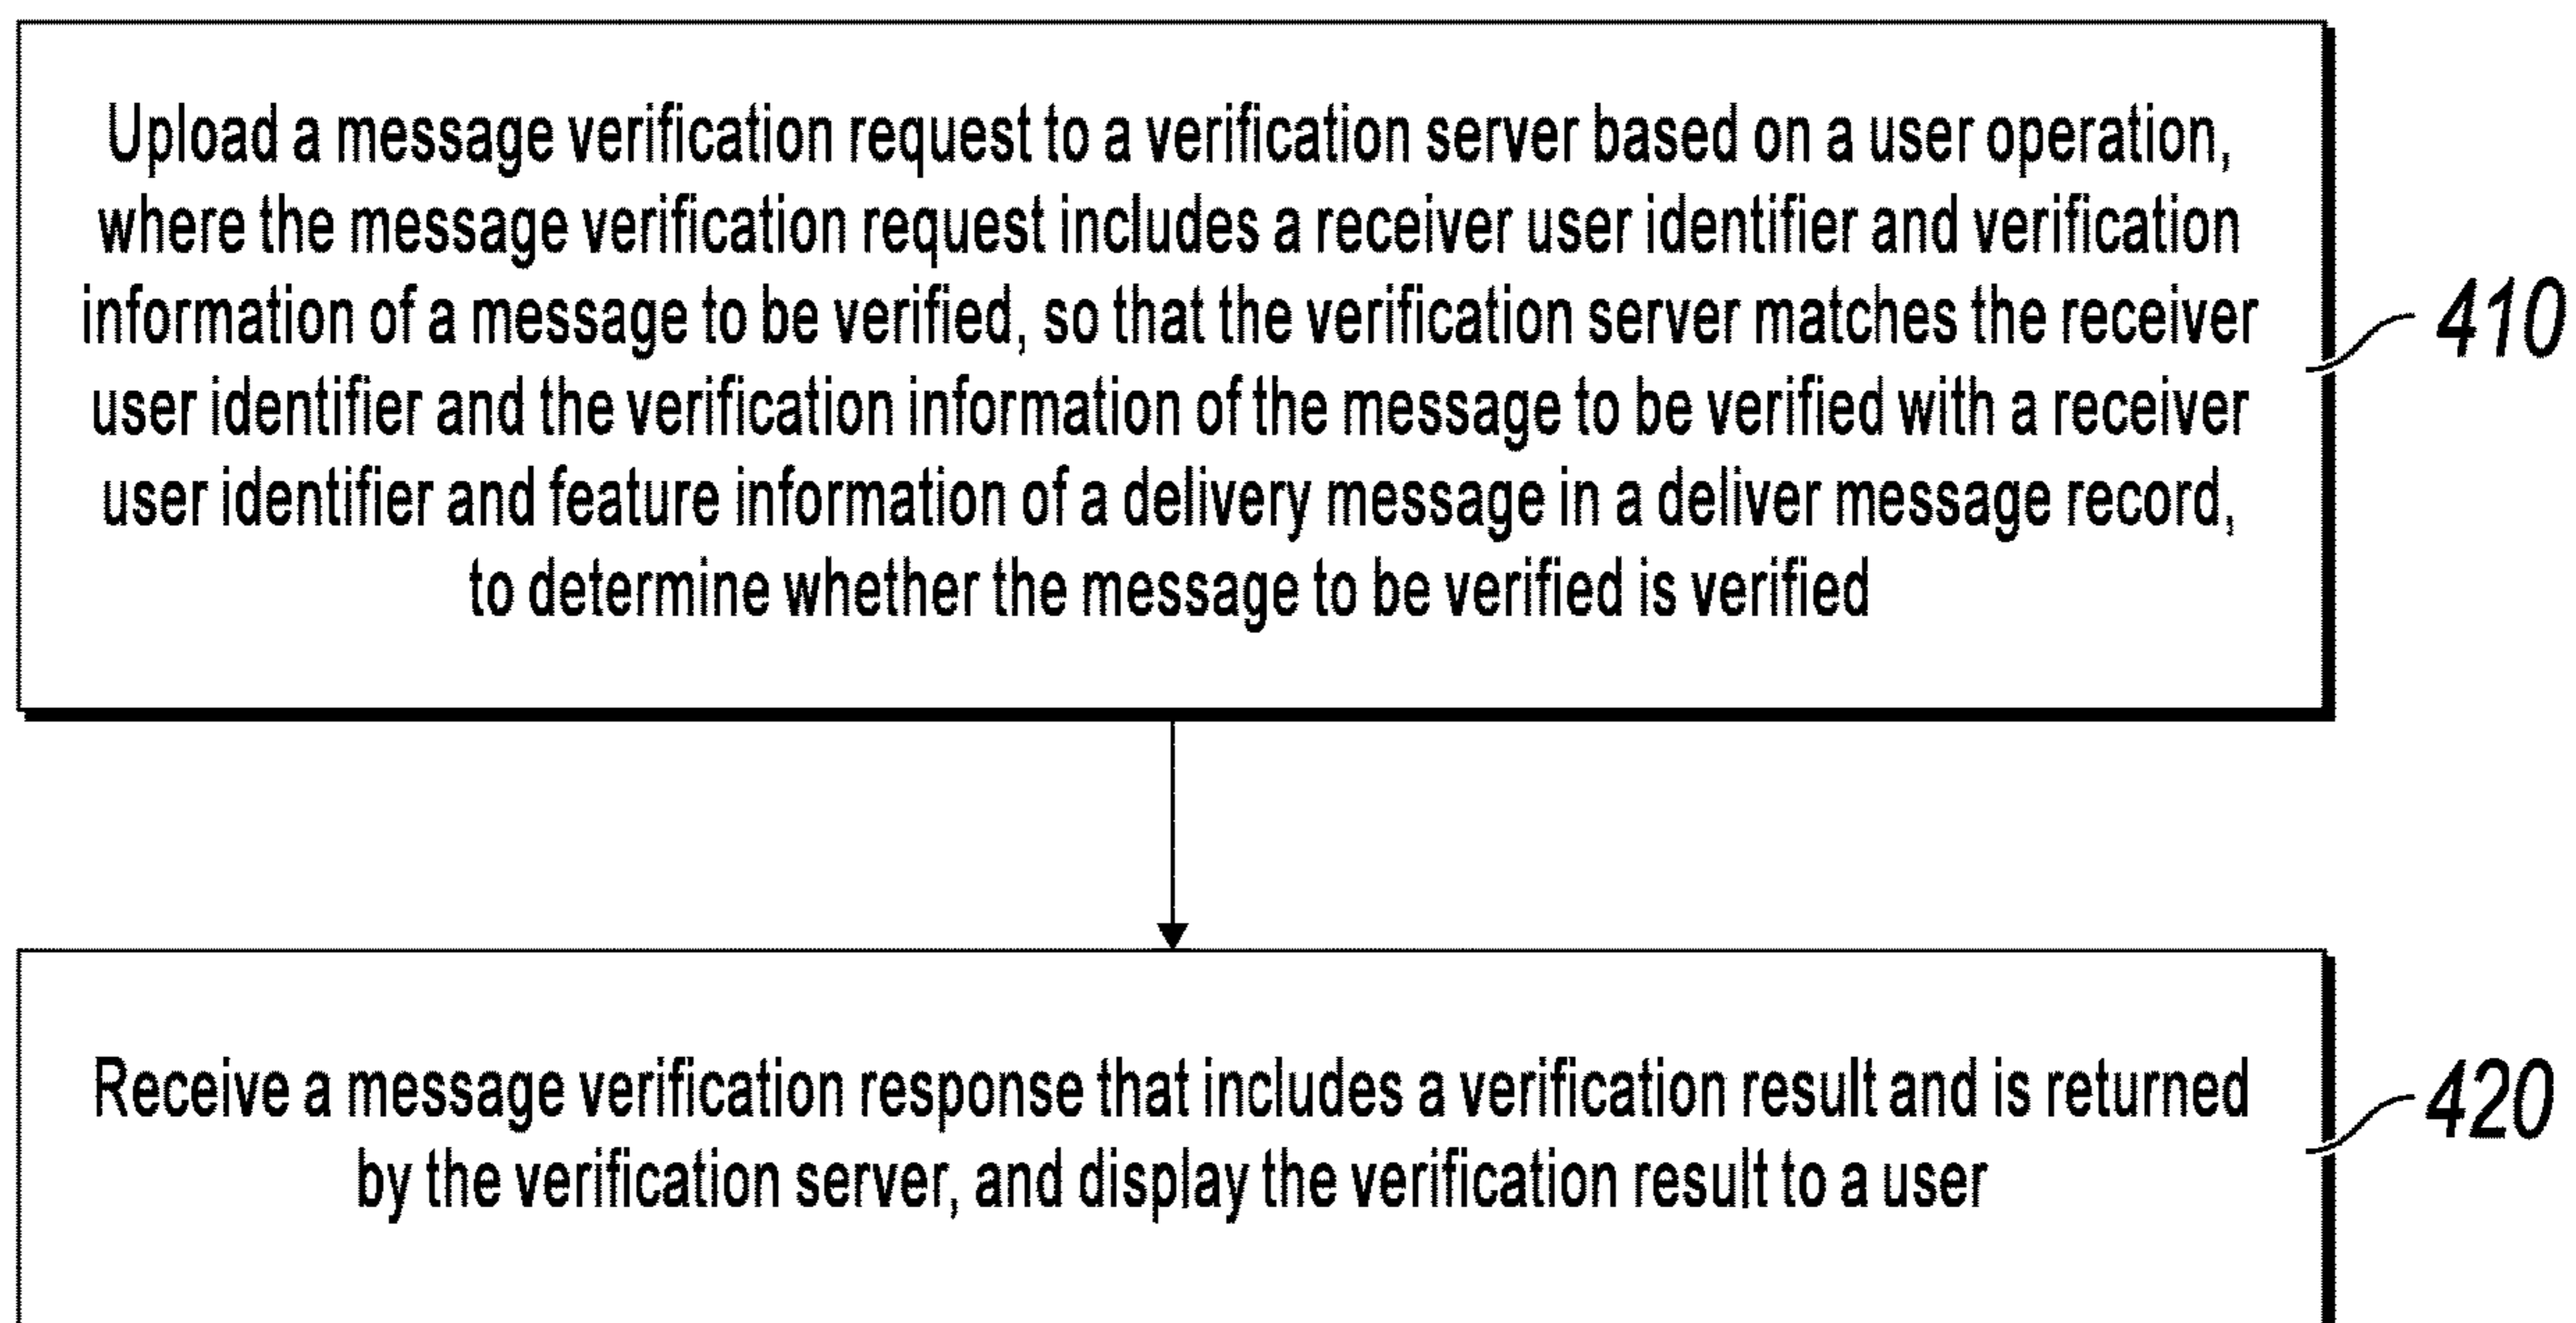 Upload a message verification request to a verification server based on a user operation,
where the message verification request includes a receiver user identifier and verification
information of a message to be verified, so that the verification server matches the receiver
user identifier and the verification information of the message to be verified with a receiver
user identifier and feature information of a delivery message in a deliver message record,
to determine whether the message to be verified is verified
410
Receive a message verification response that includes a verification result and is returned
by the verification server, and display the verification result to a user
420